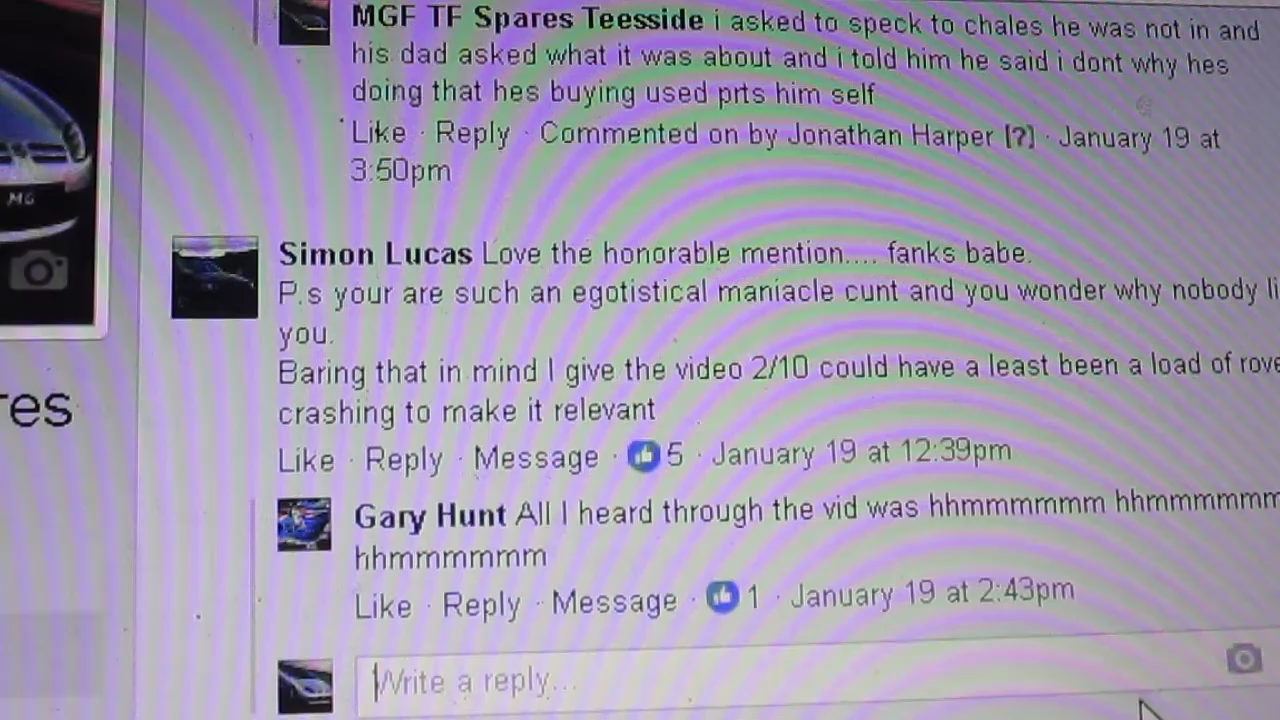 MGF TF Spares Teesside i asked to speck to chales he was not in and
his dad asked what it was about and i told him he said i dont why hes
doing that hes buying used prts him self
Like · Reply · Commented on by Jonathan Harper [?] · January 19 at
3:50pm
MG
Simon Lucas Love the honorable mention.... fanks babe.
P.s your are such an egotistical maniacle cunt and you wonder why nobody li
you.
Baring that in mind I give the video 2/10 could have a least been a load of rove
crashing to make it relevant
res
Like · Reply · Message · 5 · January 19 at 12:39pm
Gary Hunt All I heard through the vid was hhmmmmmm hhmmmmmm
hhmmmmmm
Like · Reply · Message · 1 · January 19 at 2:43pm
Write a reply...